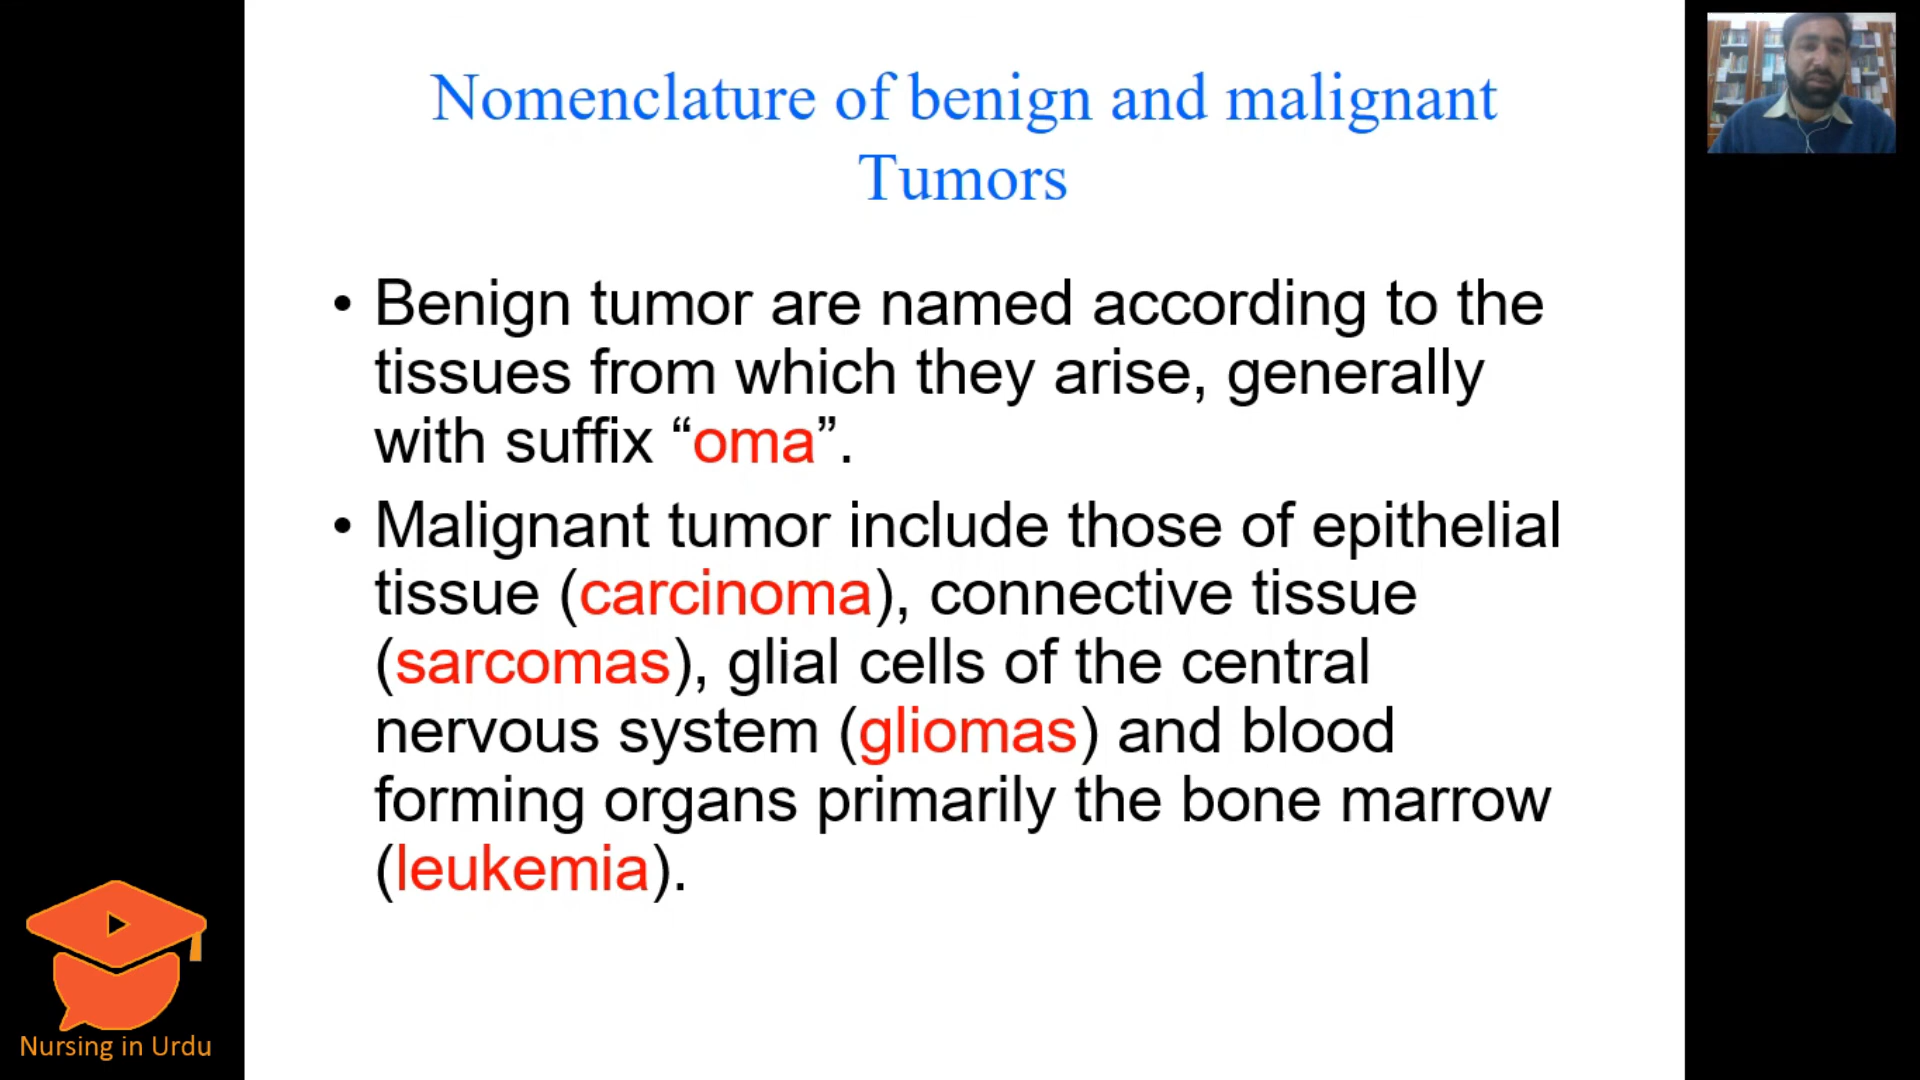 Nomenclature of benign and malignant
Tumors
• Benign tumor are named according to the
tissues from which they arise, generally
with suffix “oma”.
• Malignant tumor include those of epithelial
tissue (carcinoma), connective tissue
(sarcomas), glial cells of the central
nervous system (gliomas) and blood
forming organs primarily the bone marrow
(leukemia).
Nursing in Urdu